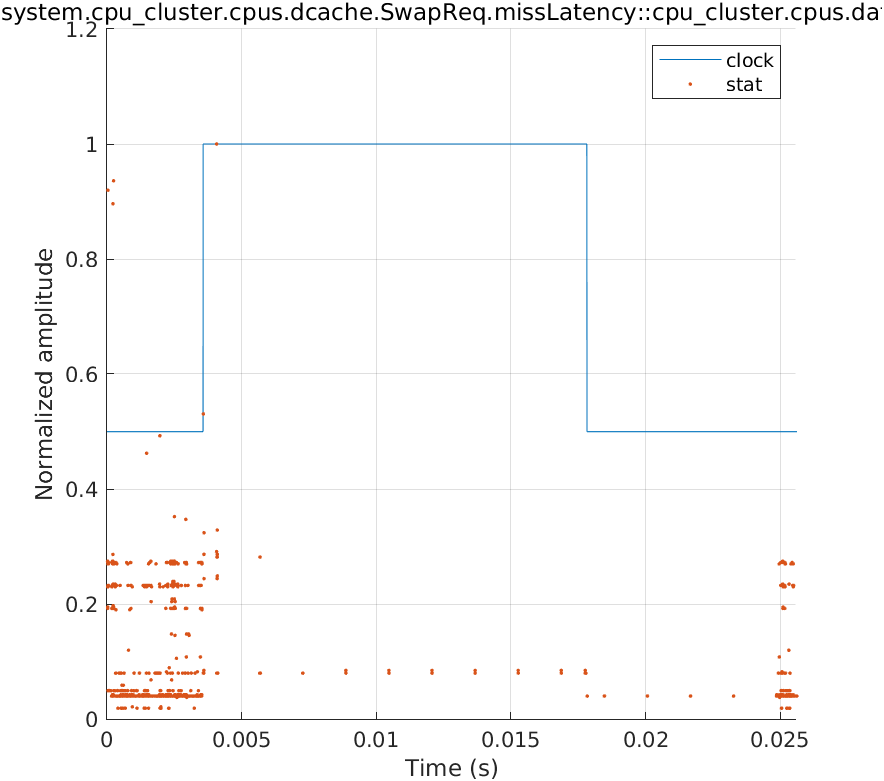 system.cpu_cluster.cpus.dcache.SwapReq.missLatency::cpu_cluster.cpus.da
1.2
1
0.8
0.6
0.4
0.2
0
Normalized amplitude
clock
stat
0 0.005 0.01 0.015 0.02 0.025
Time (s)